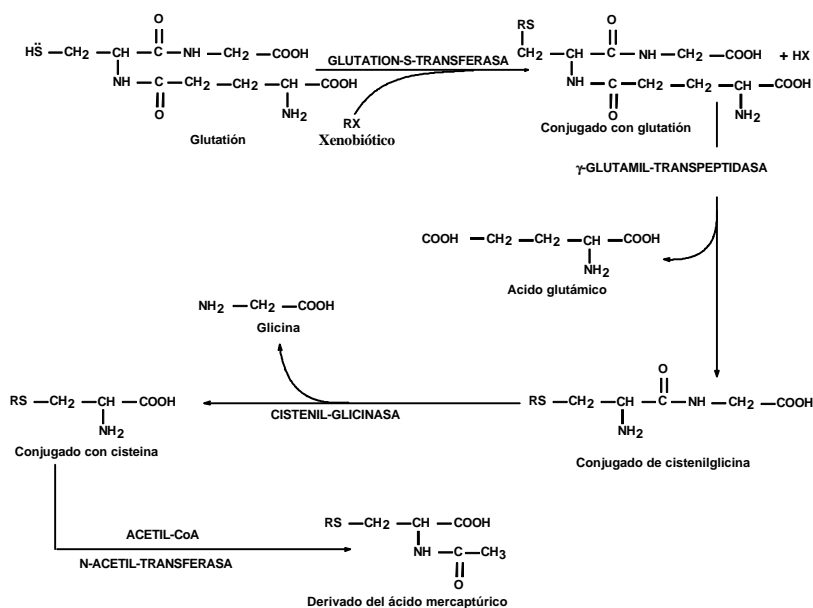 O
HS̈ — CH2 — CH — C — NH — CH2 — COOH
NH — C — CH2 — CH2 — CH — COOH
O
NH2
Glutatión
GLUTATION-S-TRANSFERASA
RX
Xenobiótico
RS
O
CH2 — CH — C — NH — CH2 — COOH
+ HX
NH — C — CH2 — CH2 — CH — COOH
O
NH2
Conjugado con glutatión
γ-GLUTAMIL-TRANSPEPTIDASA
COOH — CH2 — CH2 — CH — COOH
NH2
Acido glutámico
NH2 — CH2 — COOH
Glicina
RS — CH2 — CH — COOH
NH2
Conjugado con cisteina
CISTENIL-GLICINASA
O
RS — CH2 — CH — C — NH — CH2 — COOH
NH2
Conjugado de cistenilglicina
ACETIL-CoA
N-ACETIL-TRANSFERASA
RS — CH2 — CH — COOH
NH — C — CH3
O
Derivado del ácido mercaptúrico